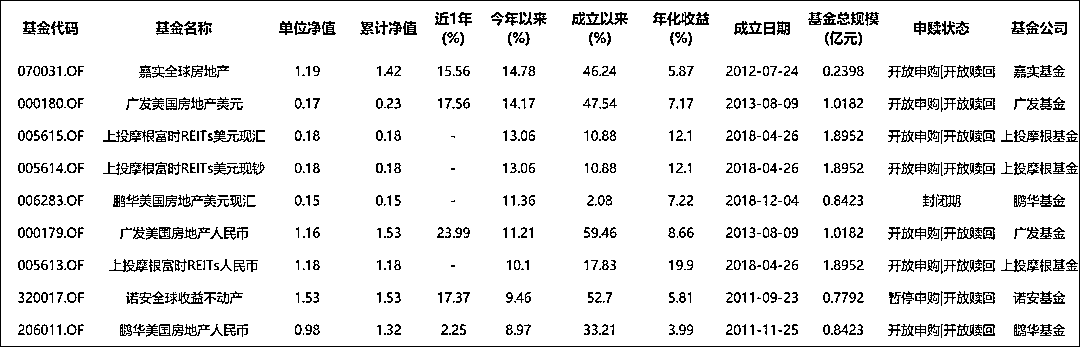 基金代码 基金名称 单位净值 累计净值 近1年(%) 今年以来(%) 成立以来(%) 年化收益(%) 成立日期 基金总规模(亿元) 申赎状态 基金公司
070031.OF 嘉实全球房地产 1.19 1.42 15.56 14.78 46.24 5.87 2012-07-24 0.2398 开放申购|开放赎回 嘉实基金
000180.OF 广发美国房地产美元 0.17 0.23 17.56 14.17 47.54 7.17 2013-08-09 1.0182 开放申购|开放赎回 广发基金
005615.OF 上投摩根富时REITs美元现汇 0.18 0.18 - 13.06 10.88 12.1 2018-04-26 1.8952 开放申购|开放赎回 上投摩根基金
005614.OF 上投摩根富时REITs美元现钞 0.18 0.18 - 13.06 10.88 12.1 2018-04-26 1.8952 开放申购|开放赎回 上投摩根基金
006283.OF 鹏华美国房地产美元现汇 0.15 0.15 - 11.36 2.08 7.22 2018-12-04 0.8423 封闭期 鹏华基金
000179.OF 广发美国房地产人民币 1.16 1.53 23.99 11.21 59.46 8.66 2013-08-09 1.0182 开放申购|开放赎回 广发基金
005613.OF 上投摩根富时REITs人民币 1.18 1.18 - 10.1 17.83 19.9 2018-04-26 1.8952 开放申购|开放赎回 上投摩根基金
320017.OF 诺安全球收益不动产 1.53 1.53 17.37 9.46 52.7 5.81 2011-09-23 0.7792 暂停申购|开放赎回 诺安基金
206011.OF 鹏华美国房地产人民币 0.98 1.32 2.25 8.97 33.21 3.99 2011-11-25 0.8423 开放申购|开放赎回 鹏华基金